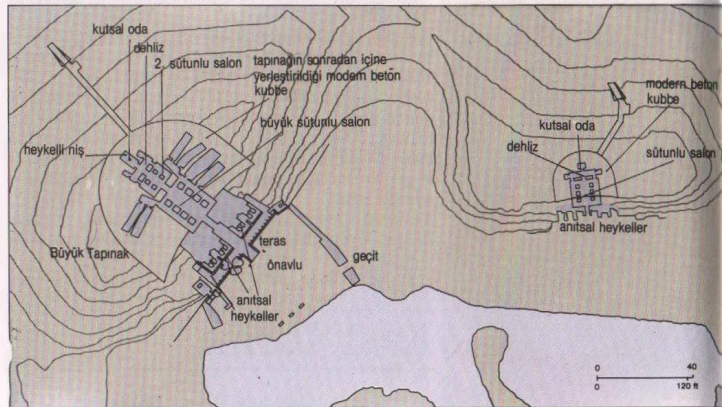 kutsal oda
dehliz
2. sütunlu salon
tapınağın sonradan içine
yerleştirildiği modern beton
kubbe
büyük sütunlu salon
heykelli niş
Büyük Tapınak
teras
önavlu
anıtsal
heykeller
geçit
modern beton
kubbe
kutsal oda
dehliz
sütunlu salon
anıtsal heykeller
0 40
0 120 ft